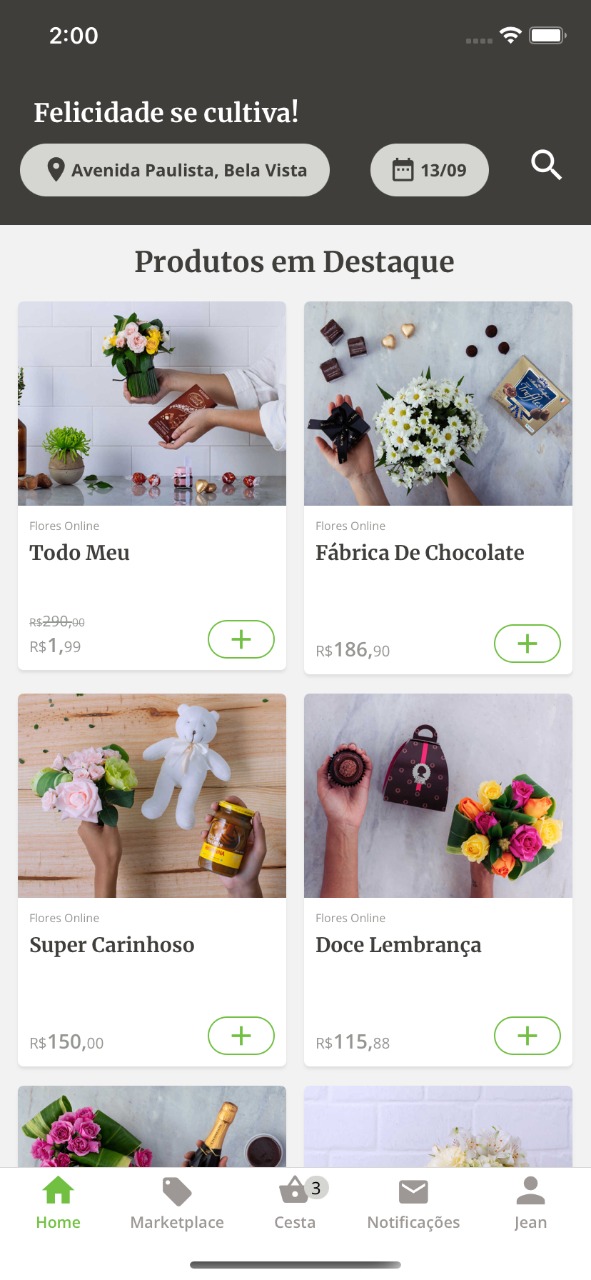 2:00
Felicidade se cultiva!
Avenida Paulista, Bela Vista
13/09
Produtos em Destaque
Flores Online
Todo Meu
R$290,00
R$1,99
Flores Online
Fábrica De Chocolate
R$186,90
Flores Online
Super Carinhoso
R$150,00
Flores Online
Doce Lembrança
R$115,88
Home
Marketplace
3
Cesta
Notificações
Jean